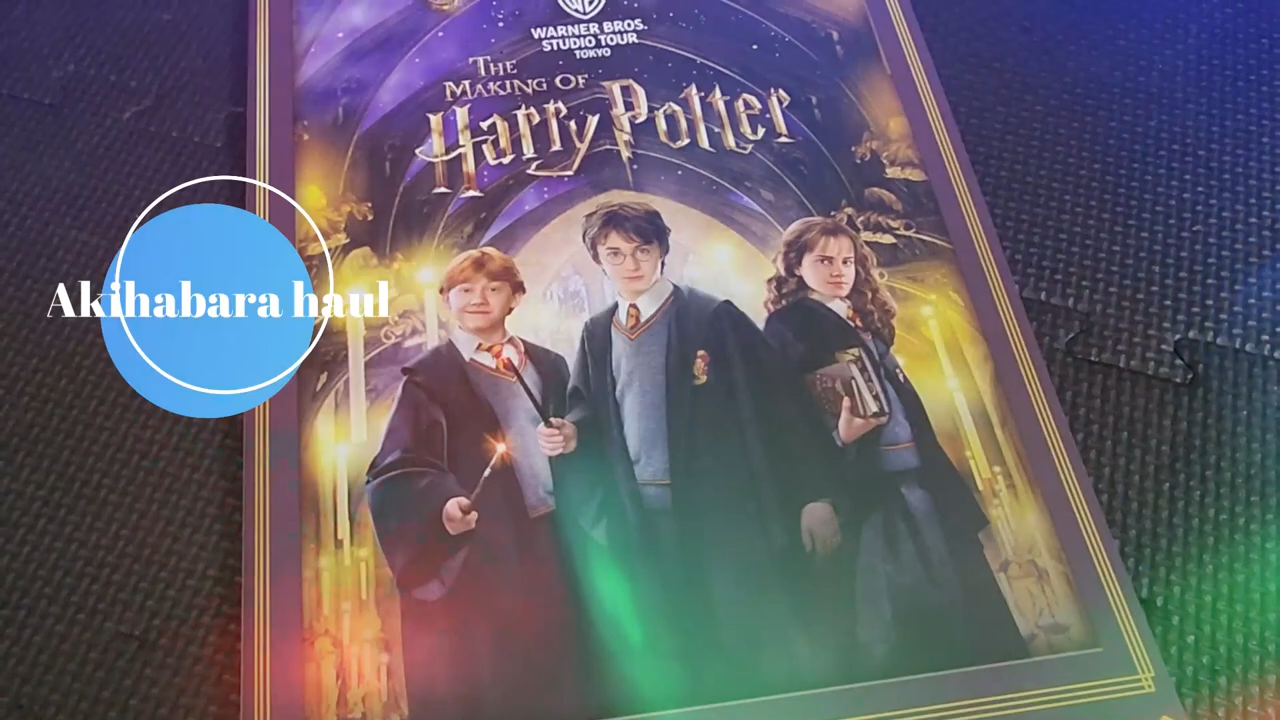 WARNER BROS.
STUDIO TOUR
TOKYO
THE
MAKING OF
Harry Potter
Akihabara haul